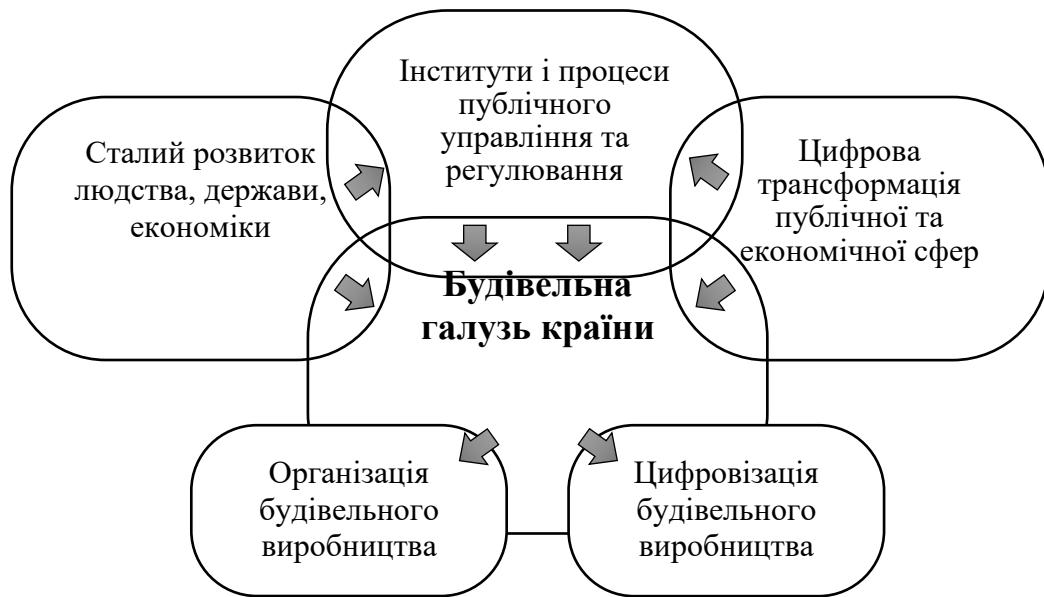 Інститути і процеси
публічного
управління та
регулювання
Сталий розвиток
людства, держави,
економіки
Цифрова
трансформація
публічної та
економічної сфер
Будівельна
галузь країни
Організація
будівельного
виробництва
Цифровізація
будівельного
виробництва